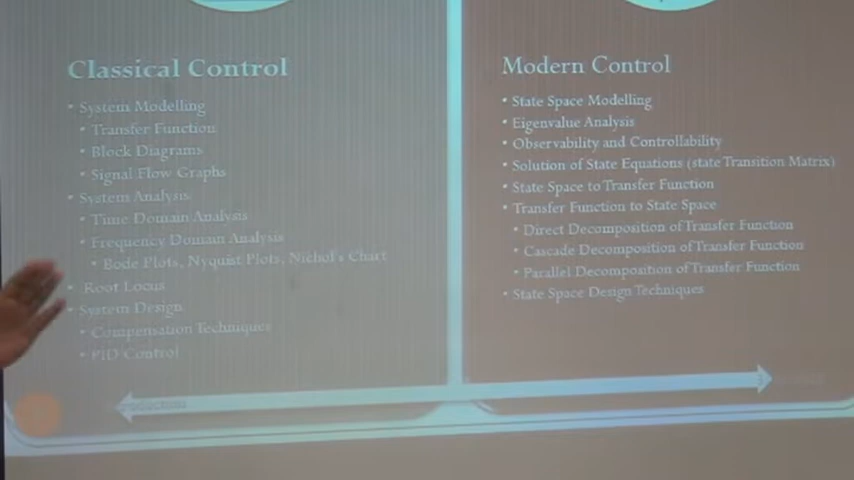 Classical Control
• System Modelling
• Transfer Function
• Block Diagrams
• Signal Flow Graphs
• System Analysis
• Time Domain Analysis
• Frequency Domain Analysis
• Bode Plots, Nyquist Plots, Nichol's Chart
• Root Locus
• System Design
• Compensation Techniques
• PID Control
Modern Control
• State Space Modelling
• Eigenvalue Analysis
• Observability and Controllability
• Solution of State Equations (state Transition Matrix)
• State Space to Transfer Function
• Transfer Function to State Space
• Direct Decomposition of Transfer Function
• Cascade Decomposition of Transfer Function
• Parallel Decomposition of Transfer Function
• State Space Design Techniques